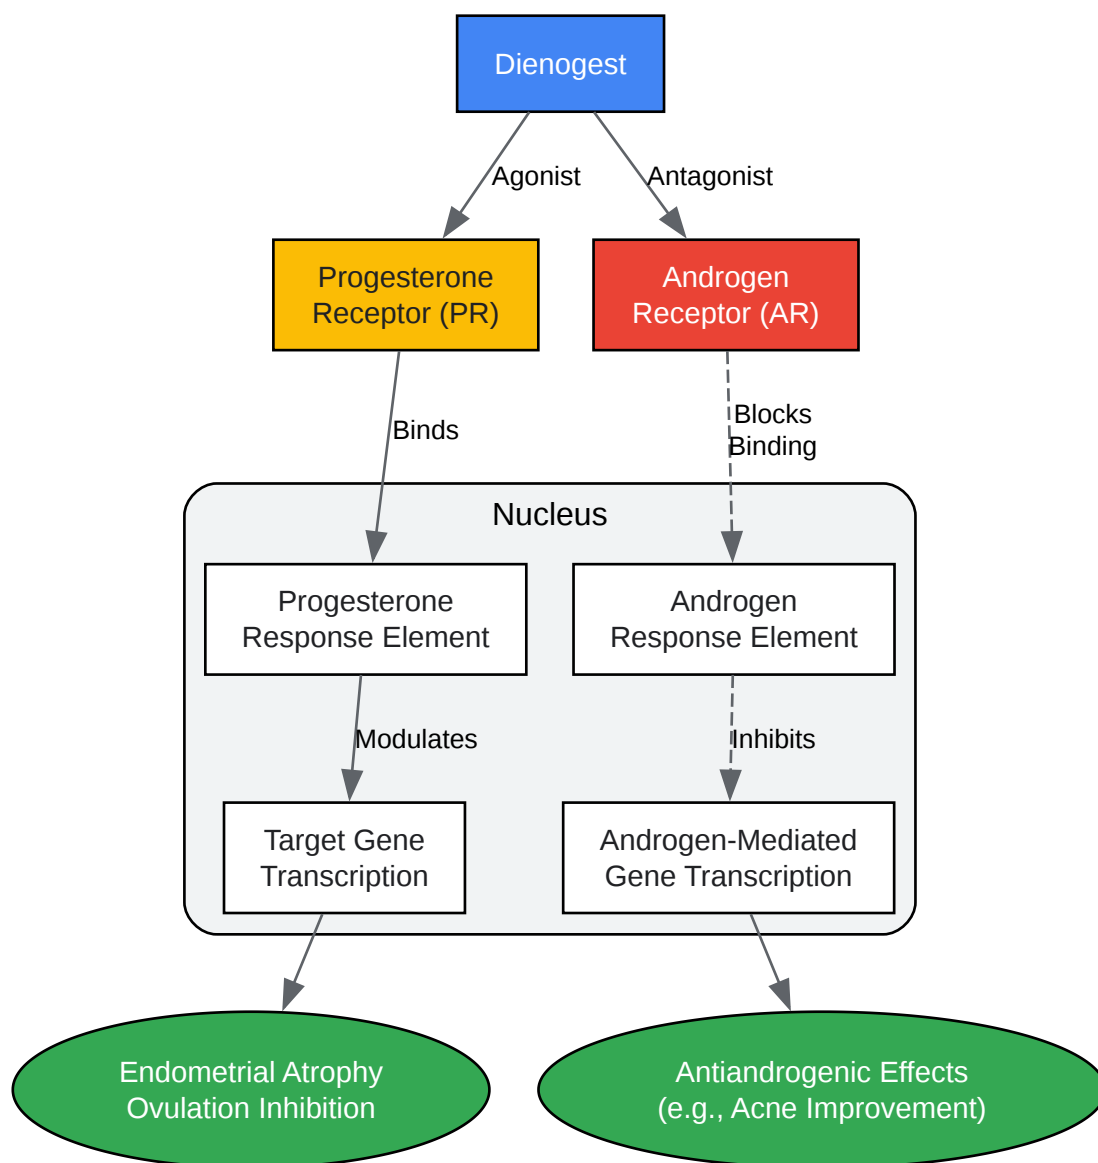 Dienogest
Agonist
Antagonist
Progesterone
Receptor (PR)
Androgen
Receptor (AR)
Binds
Blocks
Binding
Nucleus
Progesterone
Response Element
Androgen
Response Element
Modulates
Inhibits
Target Gene
Transcription
Androgen-Mediated
Gene Transcription
Endometrial Atrophy
Ovulation Inhibition
Antiandrogenic Effects
(e.g., Acne Improvement)